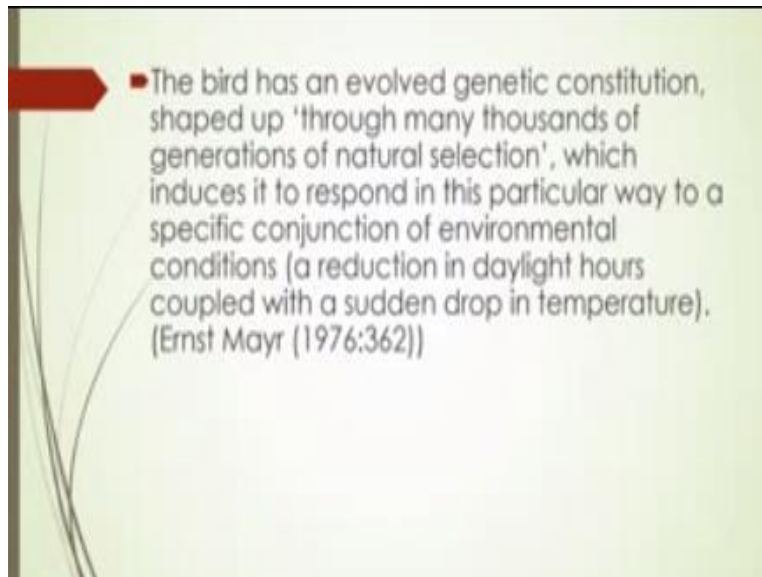 The bird has an evolved genetic constitution,
shaped up 'through many thousands of
generations of natural selection', which
induces it to respond in this particular way to a
specific conjunction of environmental
conditions (a reduction in daylight hours
coupled with a sudden drop in temperature).
(Ernst Mayr (1976:362))